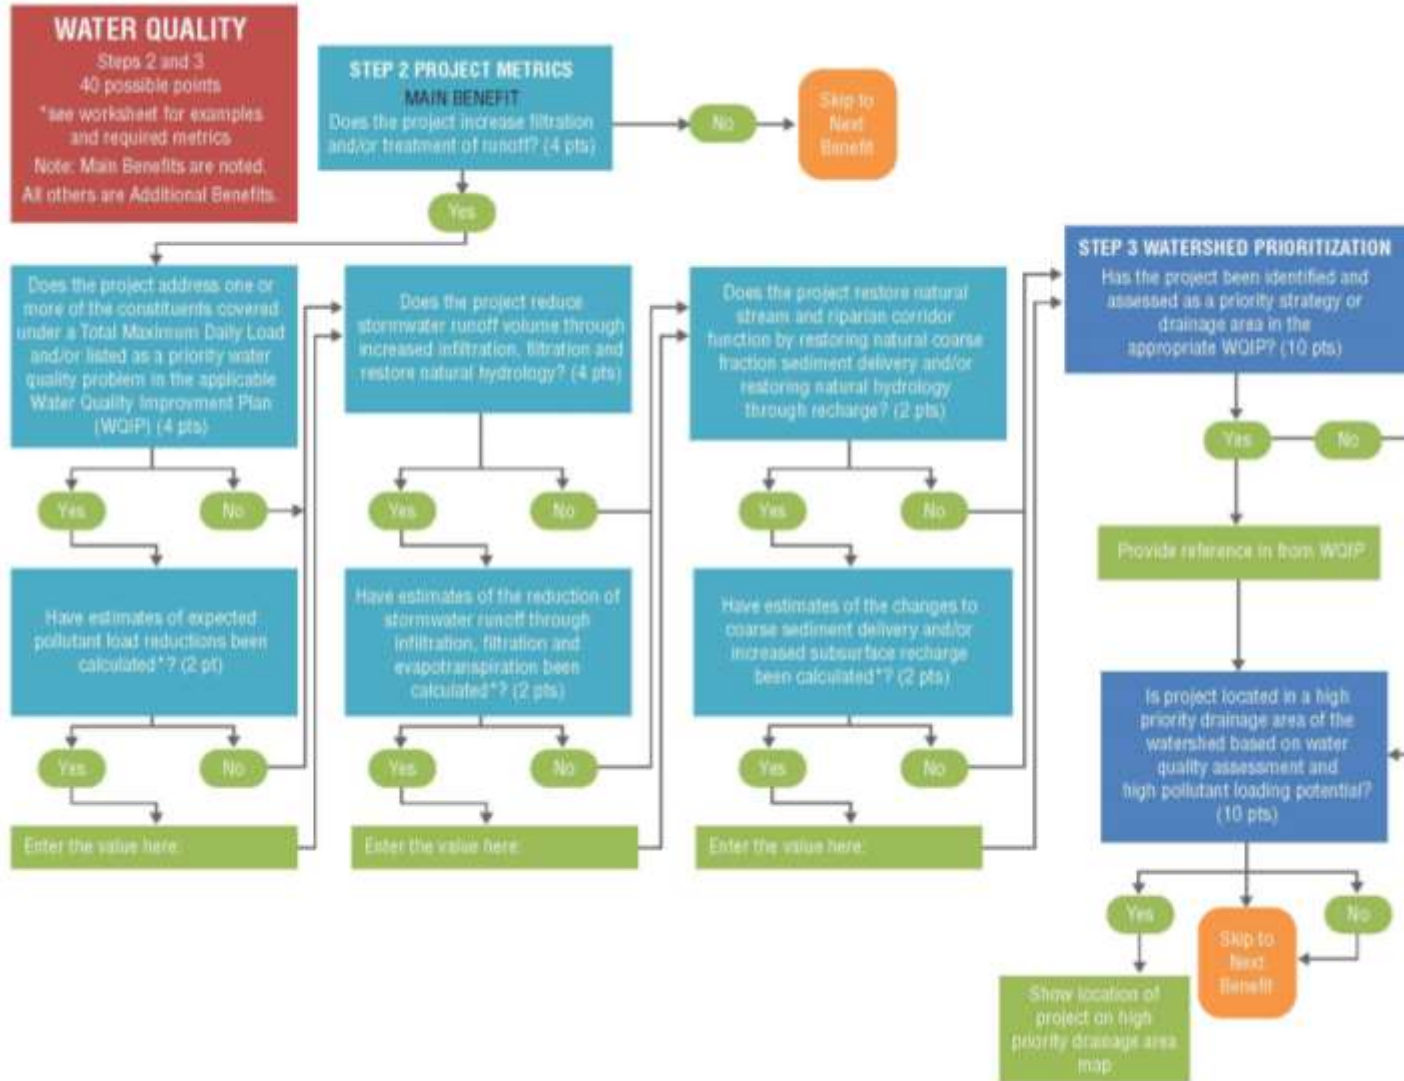 WATER QUALITY
Steps 2 and 3
40 possible points
*see worksheet for examples
and required metrics
Note: Main Benefits are noted.
All others are Additional Benefits.
STEP 2 PROJECT METRICS
MAIN BENEFIT
Does the project increase filtration
and/or treatment of runoff? (4 pts)
No
Skip to
Next
Benefit
Yes
Does the project address one or
more of the constituents covered
under a Total Maximum Daily Load
and/or listed as a priority water
quality problem in the applicable
Water Quality Improvment Plan
(WQIP) (4 pts)
Yes
No
Have estimates of expected
pollutant load reductions been
calculated*? (2 pt)
Yes
No
Enter the value here:
Does the project reduce
stormwater runoff volume through
increased infiltration, filtration and
restore natural hydrology? (4 pts)
Yes
No
Have estimates of the reduction of
stormwater runoff through
infiltration, filtration and
evapotranspiration been
calculated*? (2 pts)
Yes
No
Enter the value here:
Does the project restore natural
stream and riparian corridor
function by restoring natural coarse
fraction sediment delivery and/or
restoring natural hydrology
through recharge? (2 pts)
Yes
No
Have estimates of the changes to
coarse sediment delivery and/or
increased subsurface recharge
been calculated*? (2 pts)
Yes
No
Enter the value here:
STEP 3 WATERSHED PRIORITIZATION
Has the project been identified and
assessed as a priority strategy or
drainage area in the
appropriate WQIP? (10 pts)
Yes
No
Provide reference in from WQIP
Is project located in a high
priority drainage area of the
watershed based on water
quality assessment and
high pollutant loading potential?
(10 pts)
Yes
No
Skip to
Next
Benefit
Show location of
project on high
priority drainage area
map